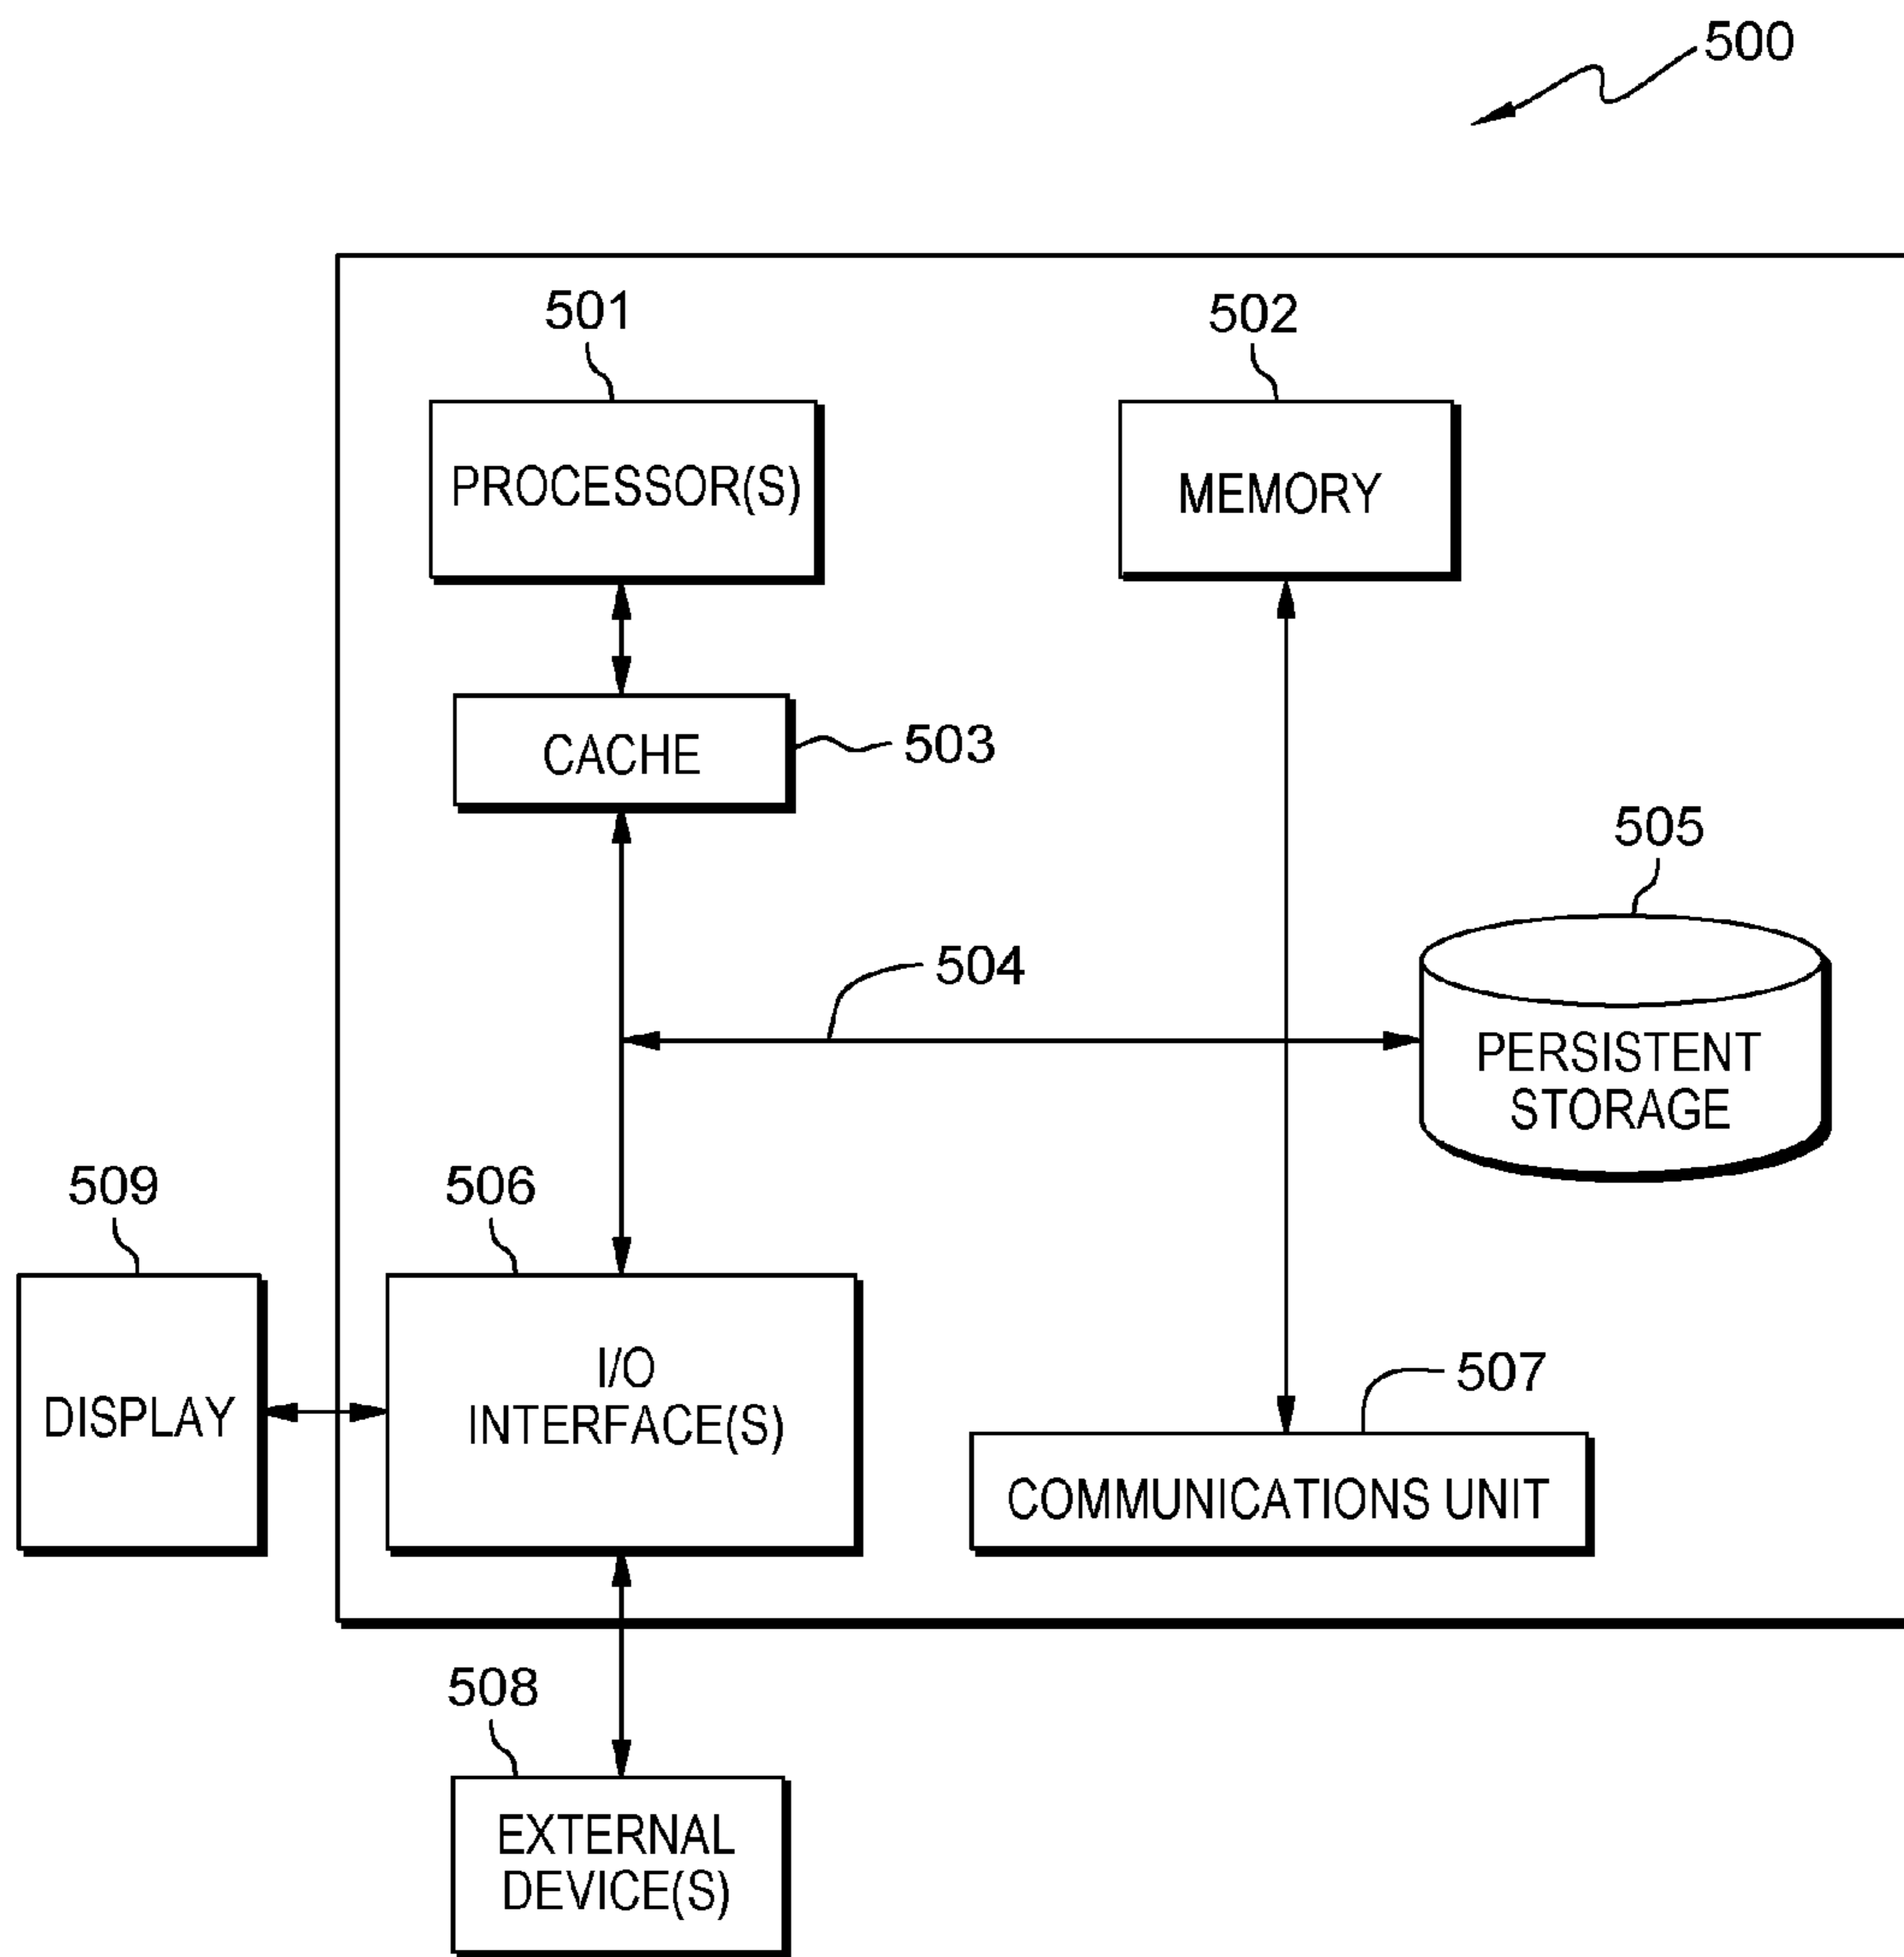 500
501
502
PROCESSOR(S)
MEMORY
503
CACHE
505
504
PERSISTENT
STORAGE
509
506
I/O
INTERFACE(S)
DISPLAY
507
COMMUNICATIONS UNIT
508
EXTERNAL
DEVICE(S)